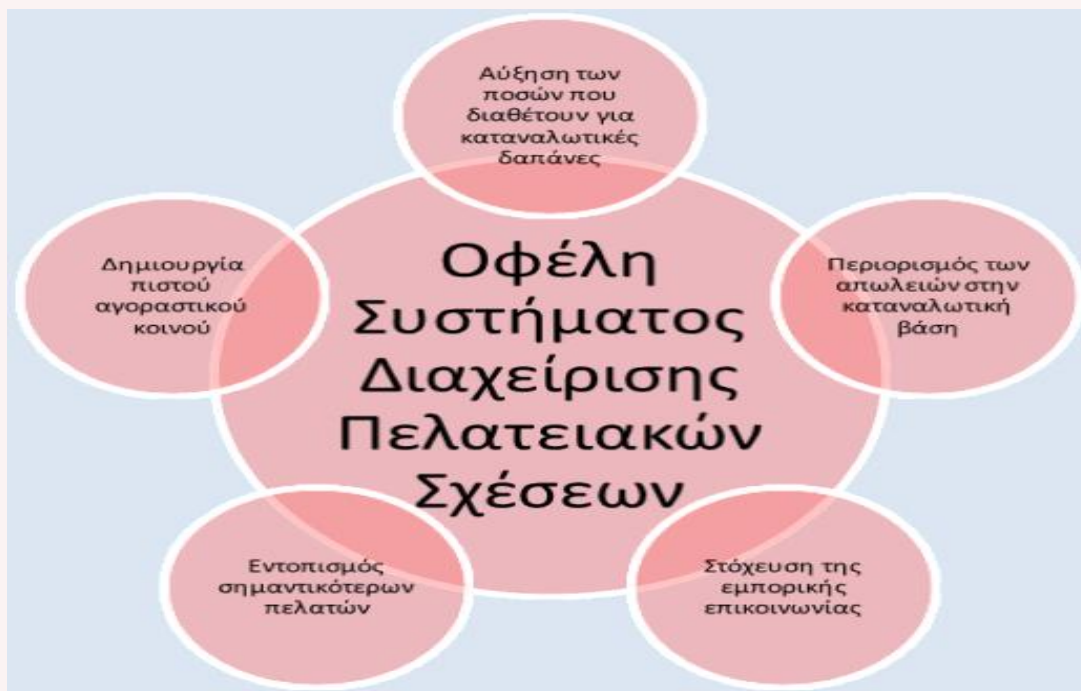 Αύξηση των
ποσών που
διαθέτουν για
καταναλωτικές
δαπάνες
Δημιουργία
πιστού
αγοραστικού
κοινού
Οφέλη
Συστήματος
Διαχείρισης
Πελατειακών
Σχέσεων
Περιορισμός των
απωλειών στην
καταναλωτική
βάση
Εντοπισμός
σημαντικότερων
πελατών
Στόχευση της
εμπορικής
επικοινωνίας